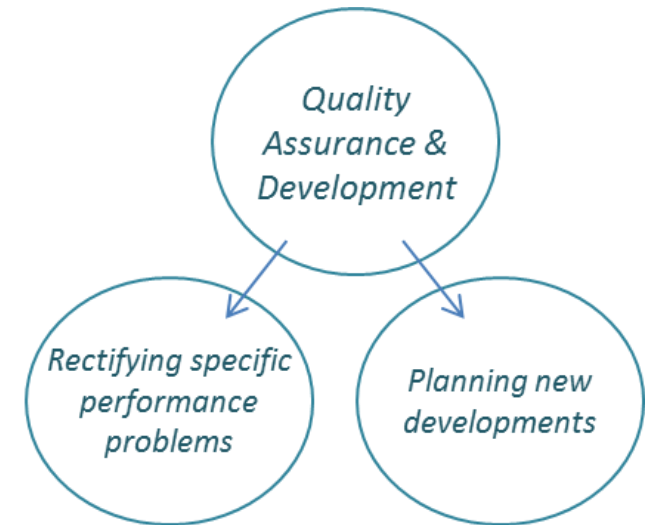 Quality
Assurance &
Development
Rectifying specific
performance
problems
Planning new
developments